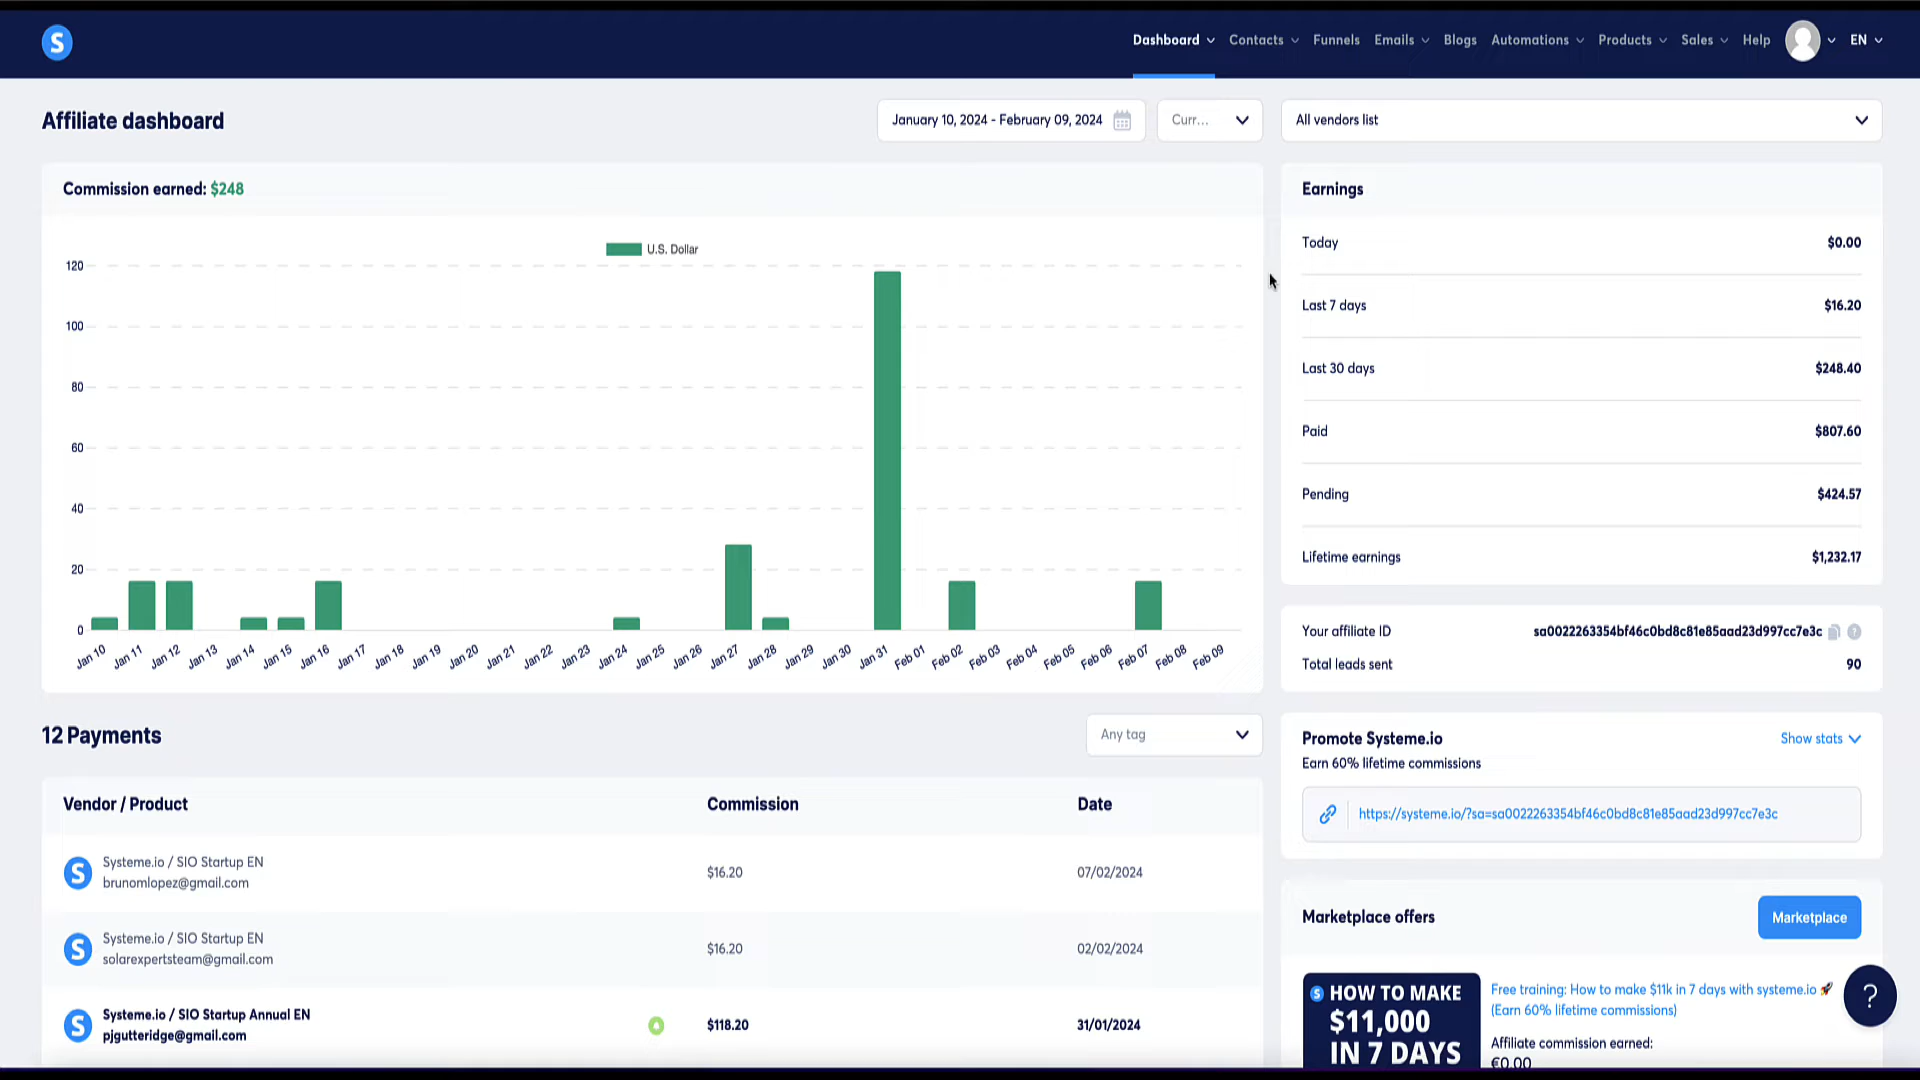 S
Dashboard Contacts Funnels Emails Blogs Automations Products Sales Help EN
Affiliate dashboard
January 10, 2024 - February 09, 2024
Curr...
All vendors list
Commission earned: $248
U.S. Dollar
120
100
80
60
40
20
0
Jan 10 Jan 11 Jan 12 Jan 13 Jan 14 Jan 15 Jan 16 Jan 17 Jan 18 Jan 19 Jan 20 Jan 21 Jan 22 Jan 23 Jan 24 Jan 25 Jan 26 Jan 27 Jan 28 Jan 29 Jan 30 Jan 31 Feb 01 Feb 02 Feb 03 Feb 04 Feb 05 Feb 06 Feb 07 Feb 08 Feb 09
Earnings
Today $0.00
Last 7 days $16.20
Last 30 days $248.40
Paid $807.60
Pending $424.57
Lifetime earnings $1,232.17
Your affiliate ID sa0022263354bf46c0bd8c81e85aad23d997cc7e3c ?
Total leads sent 90
12 Payments
Any tag
Vendor / Product Commission Date
S
Systeme.io / SIO Startup EN
brunomlopez@gmail.com
$16.20
07/02/2024
S
Systeme.io / SIO Startup EN
solarexpertsteam@gmail.com
$16.20
02/02/2024
S
Systeme.io / SIO Startup Annual EN
pjgutteridge@gmail.com
$118.20
31/01/2024
Promote Systeme.io
Show stats
Earn 60% lifetime commissions
https://systeme.io/?sa=sa0022263354bf46c0bd8c81e85aad23d997cc7e3c
Marketplace offers
Marketplace
S HOW TO MAKE
$11,000
IN 7 DAYS
Free training: How to make $11k in 7 days with systeme.io 🚀
(Earn 60% lifetime commissions)
Affiliate commission earned:
€0.00
?